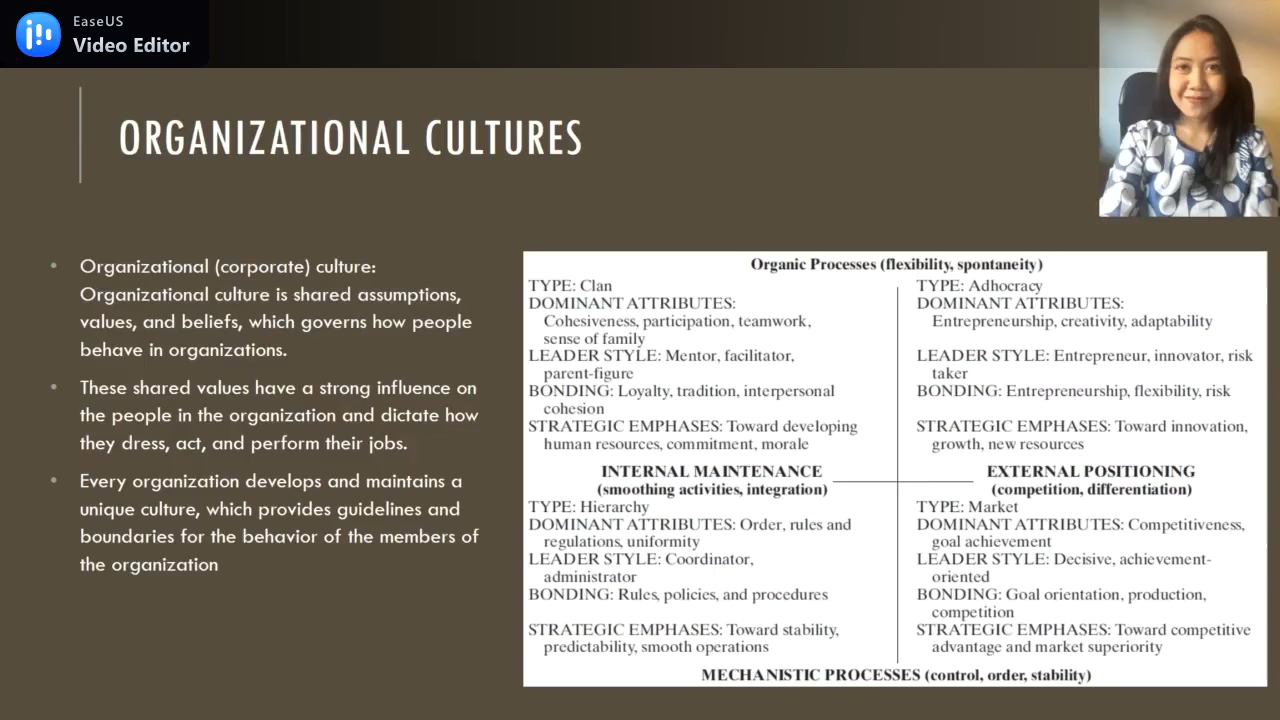 EaseUS
Video Editor
ORGANIZATIONAL CULTURES
• Organizational (corporate) culture:
Organizational culture is shared assumptions,
values, and beliefs, which governs how people
behave in organizations.
• These shared values have a strong influence on
the people in the organization and dictate how
they dress, act, and perform their jobs.
• Every organization develops and maintains a
unique culture, which provides guidelines and
boundaries for the behavior of the members of
the organization
Organic Processes (flexibility, spontaneity)
TYPE: Clan
DOMINANT ATTRIBUTES:
Cohesiveness, participation, teamwork,
sense of family
LEADER STYLE: Mentor, facilitator,
parent-figure
BONDING: Loyalty, tradition, interpersonal
cohesion
STRATEGIC EMPHASES: Toward developing
human resources, commitment, morale
TYPE: Adhocracy
DOMINANT ATTRIBUTES:
Entrepreneurship, creativity, adaptability
LEADER STYLE: Entrepreneur, innovator, risk
taker
BONDING: Entrepreneurship, flexibility, risk
STRATEGIC EMPHASES: Toward innovation,
growth, new resources
INTERNAL MAINTENANCE
(smoothing activities, integration)
EXTERNAL POSITIONING
(competition, differentiation)
TYPE: Hierarchy
DOMINANT ATTRIBUTES: Order, rules and
regulations, uniformity
LEADER STYLE: Coordinator,
administrator
BONDING: Rules, policies, and procedures
STRATEGIC EMPHASES: Toward stability,
predictability, smooth operations
TYPE: Market
DOMINANT ATTRIBUTES: Competitiveness,
goal achievement
LEADER STYLE: Decisive, achievement-
oriented
BONDING: Goal orientation, production,
competition
STRATEGIC EMPHASES: Toward competitive
advantage and market superiority
MECHANISTIC PROCESSES (control, order, stability)